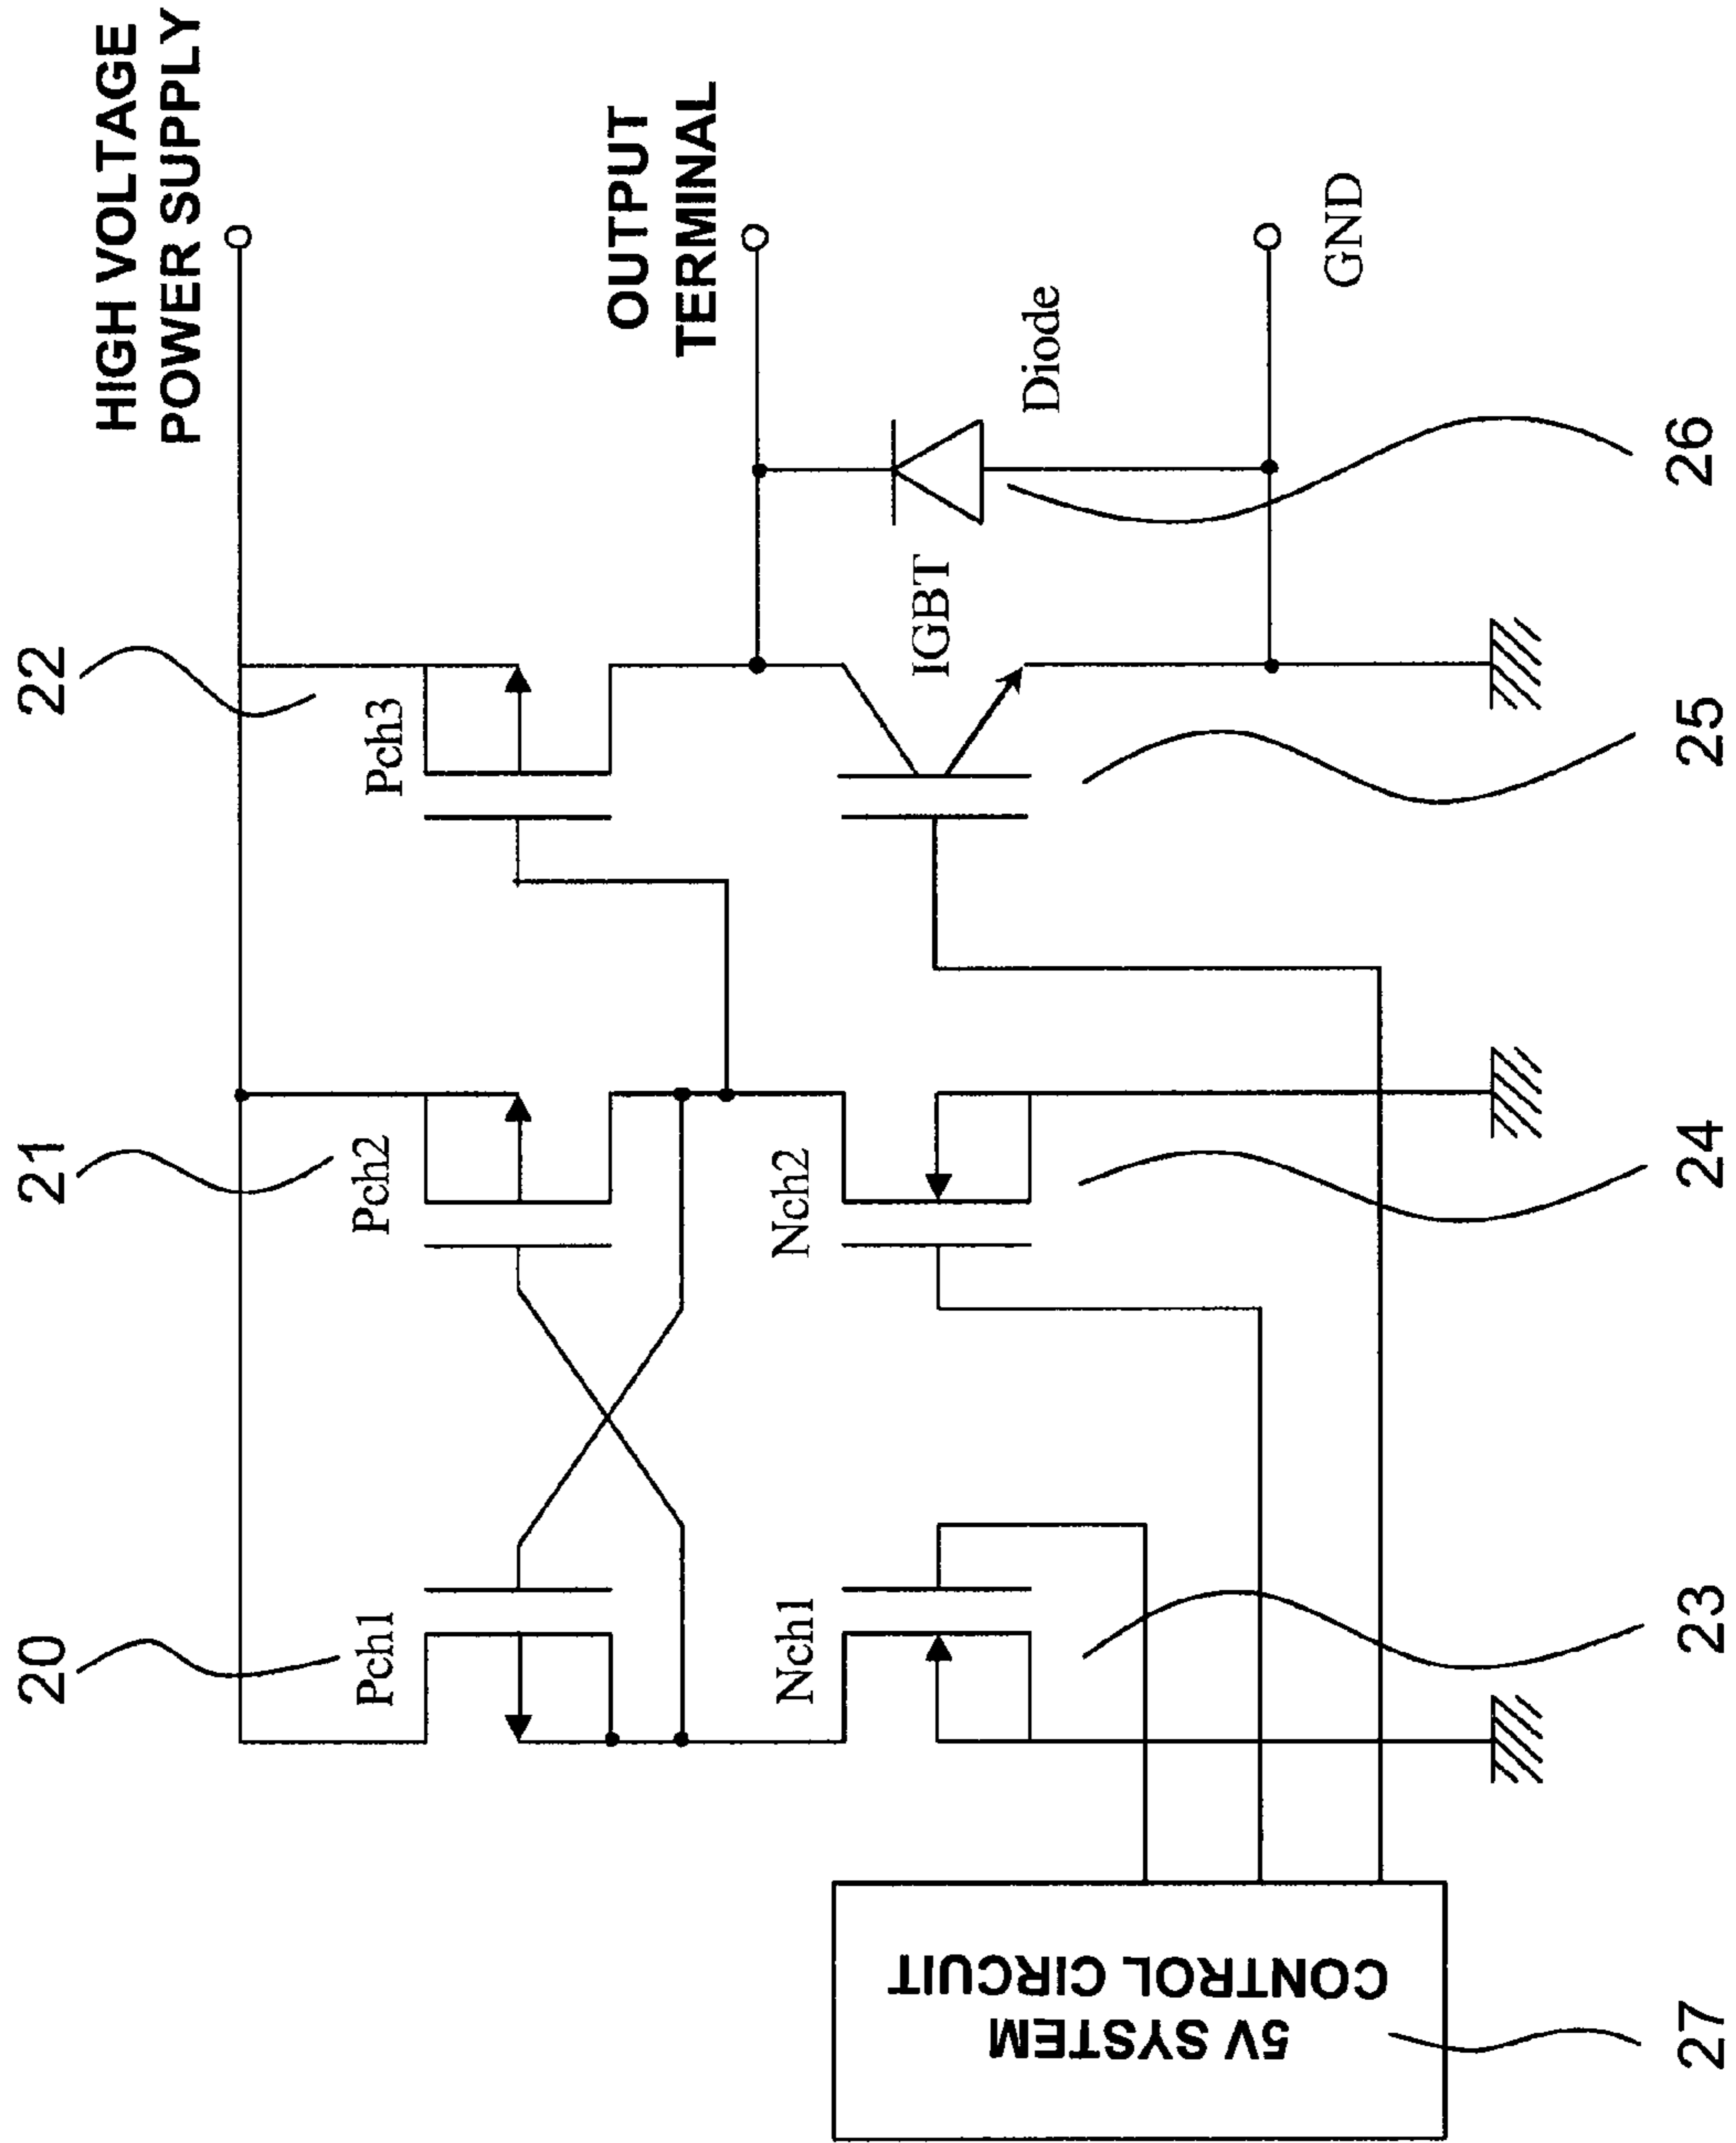 HIGH VOLTAGE
POWER SUPPLY
OUTPUT
TERMINAL
GND
Diode
IGBT
Pch3
Pch2
Pch1
Nch2
Nch1
5V SYSTEM
CONTROL CIRCUIT
20
21
22
23
24
25
26
27